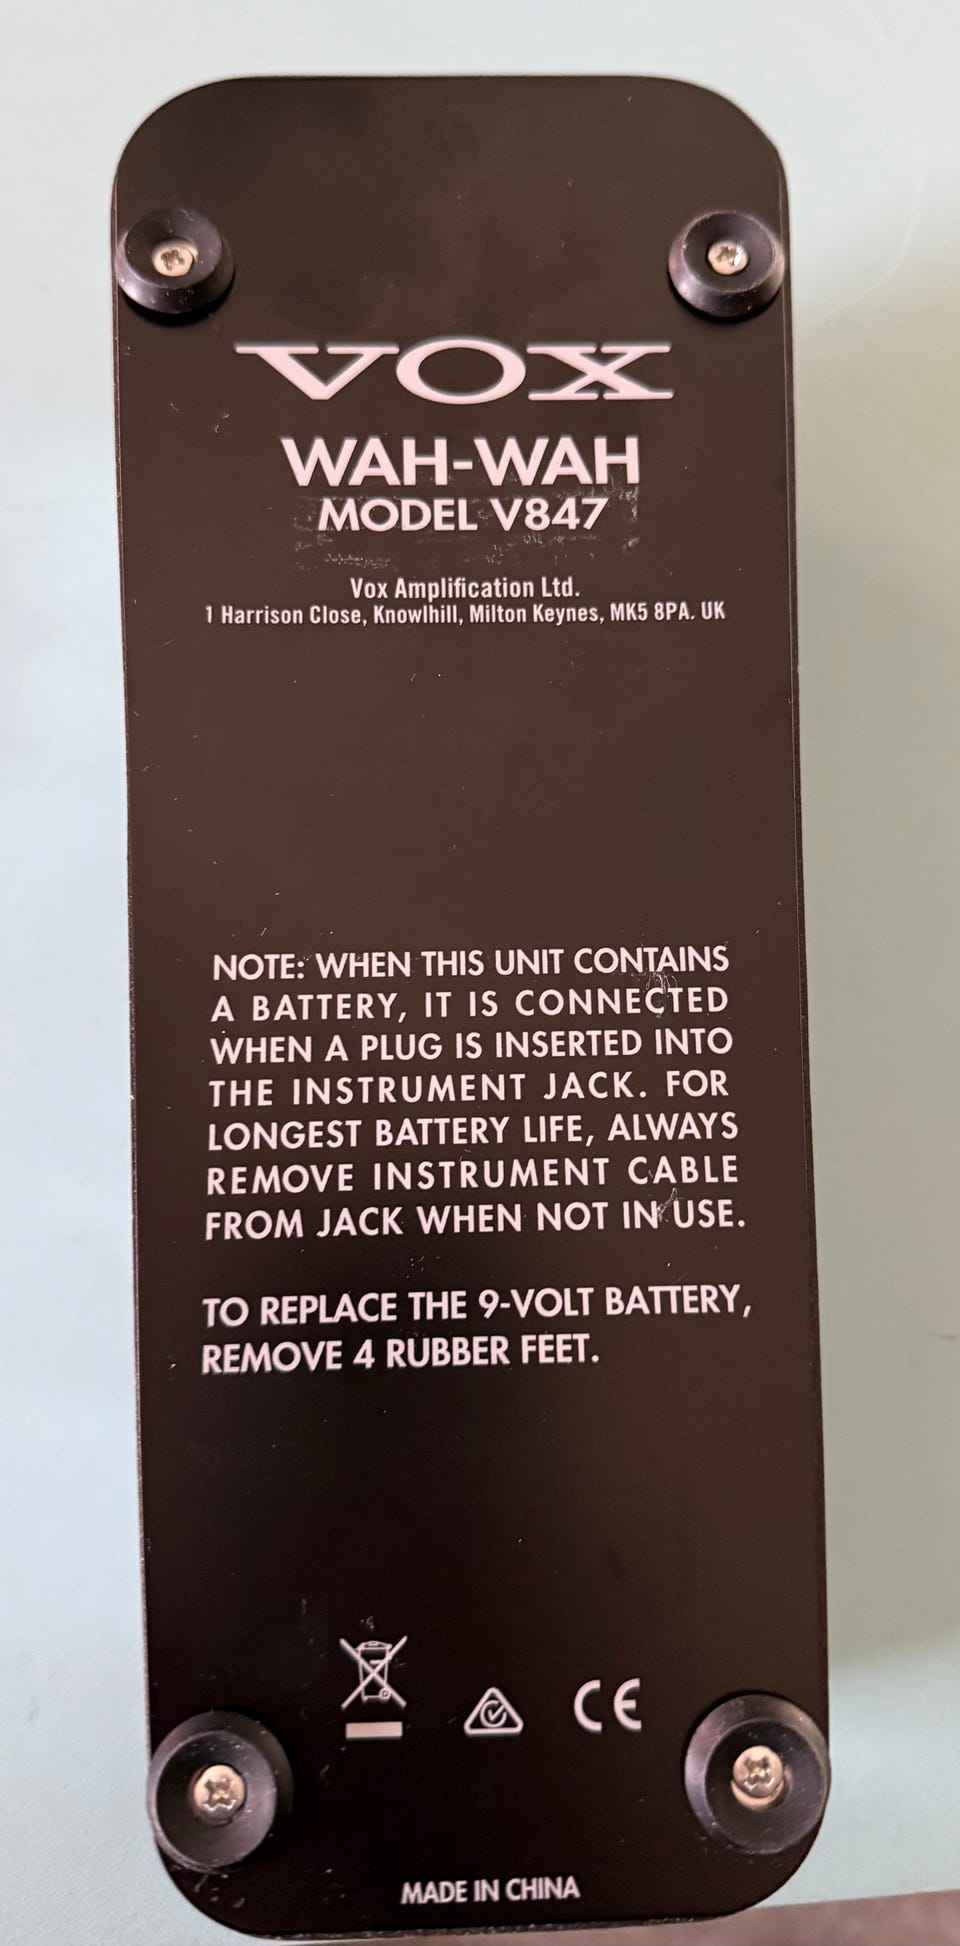 VOX
WAH-WAH
MODEL V847
Vox Amplification Ltd.
1 Harrison Close, Knowlhill, Milton Keynes, MK5 8PA. UK
NOTE: WHEN THIS UNIT CONTAINS
A BATTERY, IT IS CONNECTED
WHEN A PLUG IS INSERTED INTO
THE INSTRUMENT JACK. FOR
LONGEST BATTERY LIFE, ALWAYS
REMOVE INSTRUMENT CABLE
FROM JACK WHEN NOT IN USE.
TO REPLACE THE 9-VOLT BATTERY,
REMOVE 4 RUBBER FEET.
CE
MADE IN CHINA